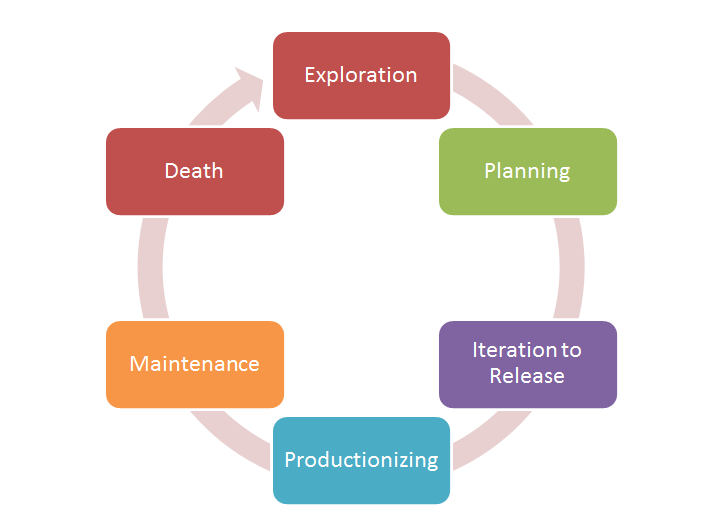 Exploration
Planning
Iteration to
Release
Productionizing
Maintenance
Death